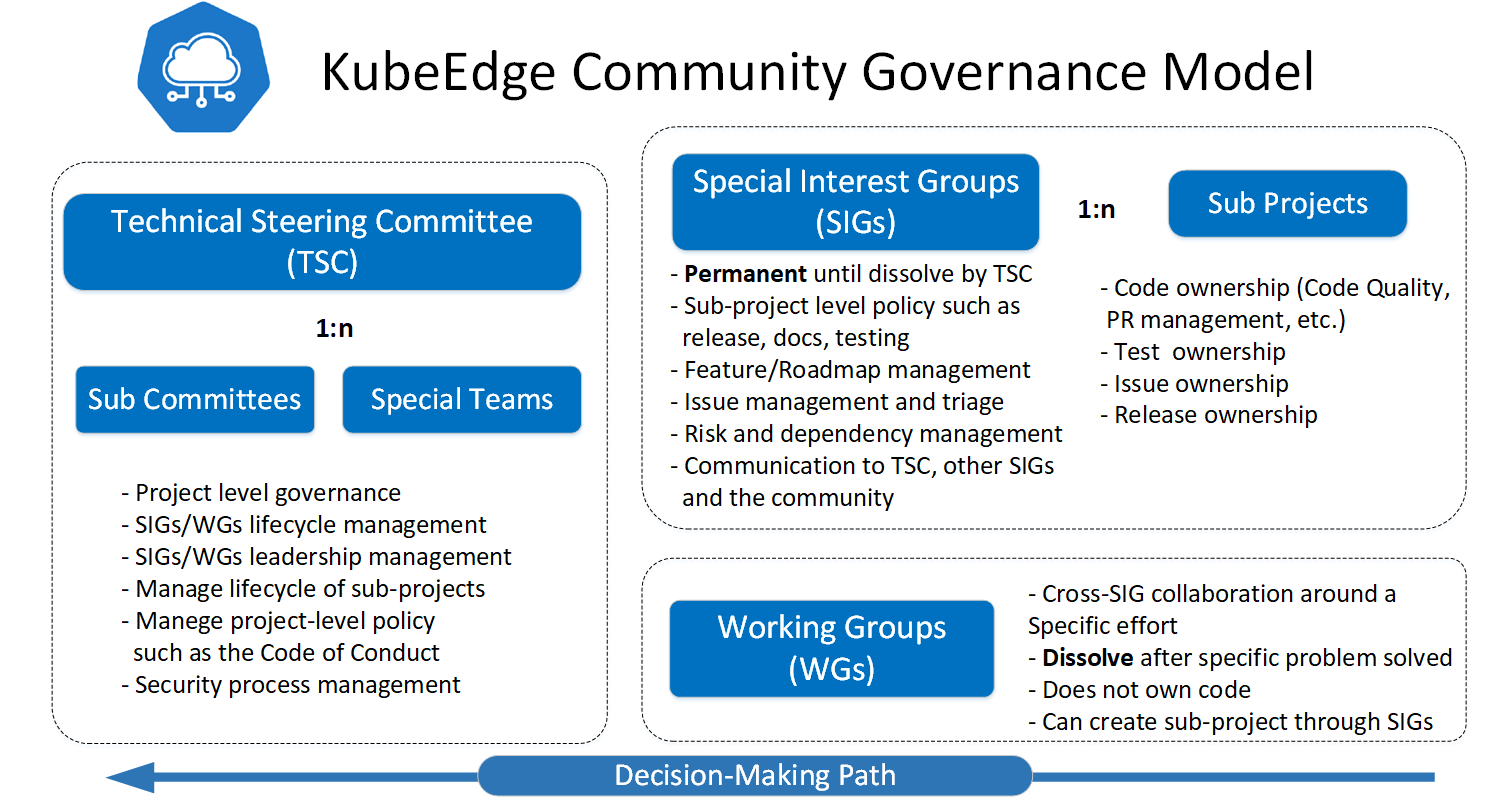 KubeEdge Community Governance Model
Technical Steering Committee
(TSC)
1:n
Sub Committees
Special Teams
- Project level governance
- SIGs/WGs lifecycle management
- SIGs/WGs leadership management
- Manage lifecycle of sub-projects
- Manege project-level policy
such as the Code of Conduct
- Security process management
Special Interest Groups
(SIGs)
1:n
Sub Projects
- Permanent until dissolve by TSC
- Sub-project level policy such as
release, docs, testing
- Feature/Roadmap management
- Issue management and triage
- Risk and dependency management
- Communication to TSC, other SIGs
and the community
- Code ownership (Code Quality,
PR management, etc.)
- Test  ownership
- Issue ownership
- Release ownership
Working Groups
(WGs)
- Cross-SIG collaboration around a
Specific effort
- Dissolve after specific problem solved
- Does not own code
- Can create sub-project through SIGs
Decision-Making Path